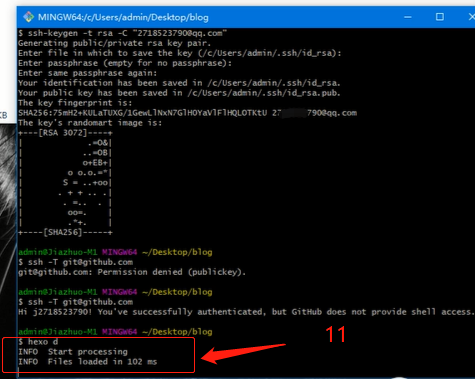 MINGW64:/c/Users/admin/Desktop/blog
$ ssh-keygen -t rsa -C "2718523790@qq.com"
Generating public/private rsa key pair.
Enter file in which to save the key (/c/Users/admin/.ssh/id_rsa):
Enter passphrase (empty for no passphrase):
Enter same passphrase again:
Your identification has been saved in /c/Users/admin/.ssh/id_rsa.
Your public key has been saved in /c/Users/admin/.ssh/id_rsa.pub.
The key fingerprint is:
SHA256:75mH2+KULaTUXG/1GewLlNxN7GlHOYaVlFlHQLOTKtU 27 790@qq.com
The key's randomart image is:
+---[RSA 3072]----+
| .=O&|
| ..=OB|
| o+EB+|
| o o.o.="|
| S = ..+oo|
| . + + .. .|
| . =.. . |
| oo=. |
| ."+. |
+----[SHA256]-----+
admin@Jiazhuo-M1 MINGW64 ~/Desktop/blog
$ ssh -T git@github.com
git@github.com: Permission denied (publickey).
admin@Jiazhuo-M1 MINGW64 ~/Desktop/blog
$ ssh -T git@github.com
Hi j2718523790! You've successfully authenticated, but GitHub does not provide shell access.
admin@Jiazhuo-M1 MINGW64 ~/Desktop/blog
$ hexo d
INFO Start processing
INFO Files loaded in 102 ms
11
KB